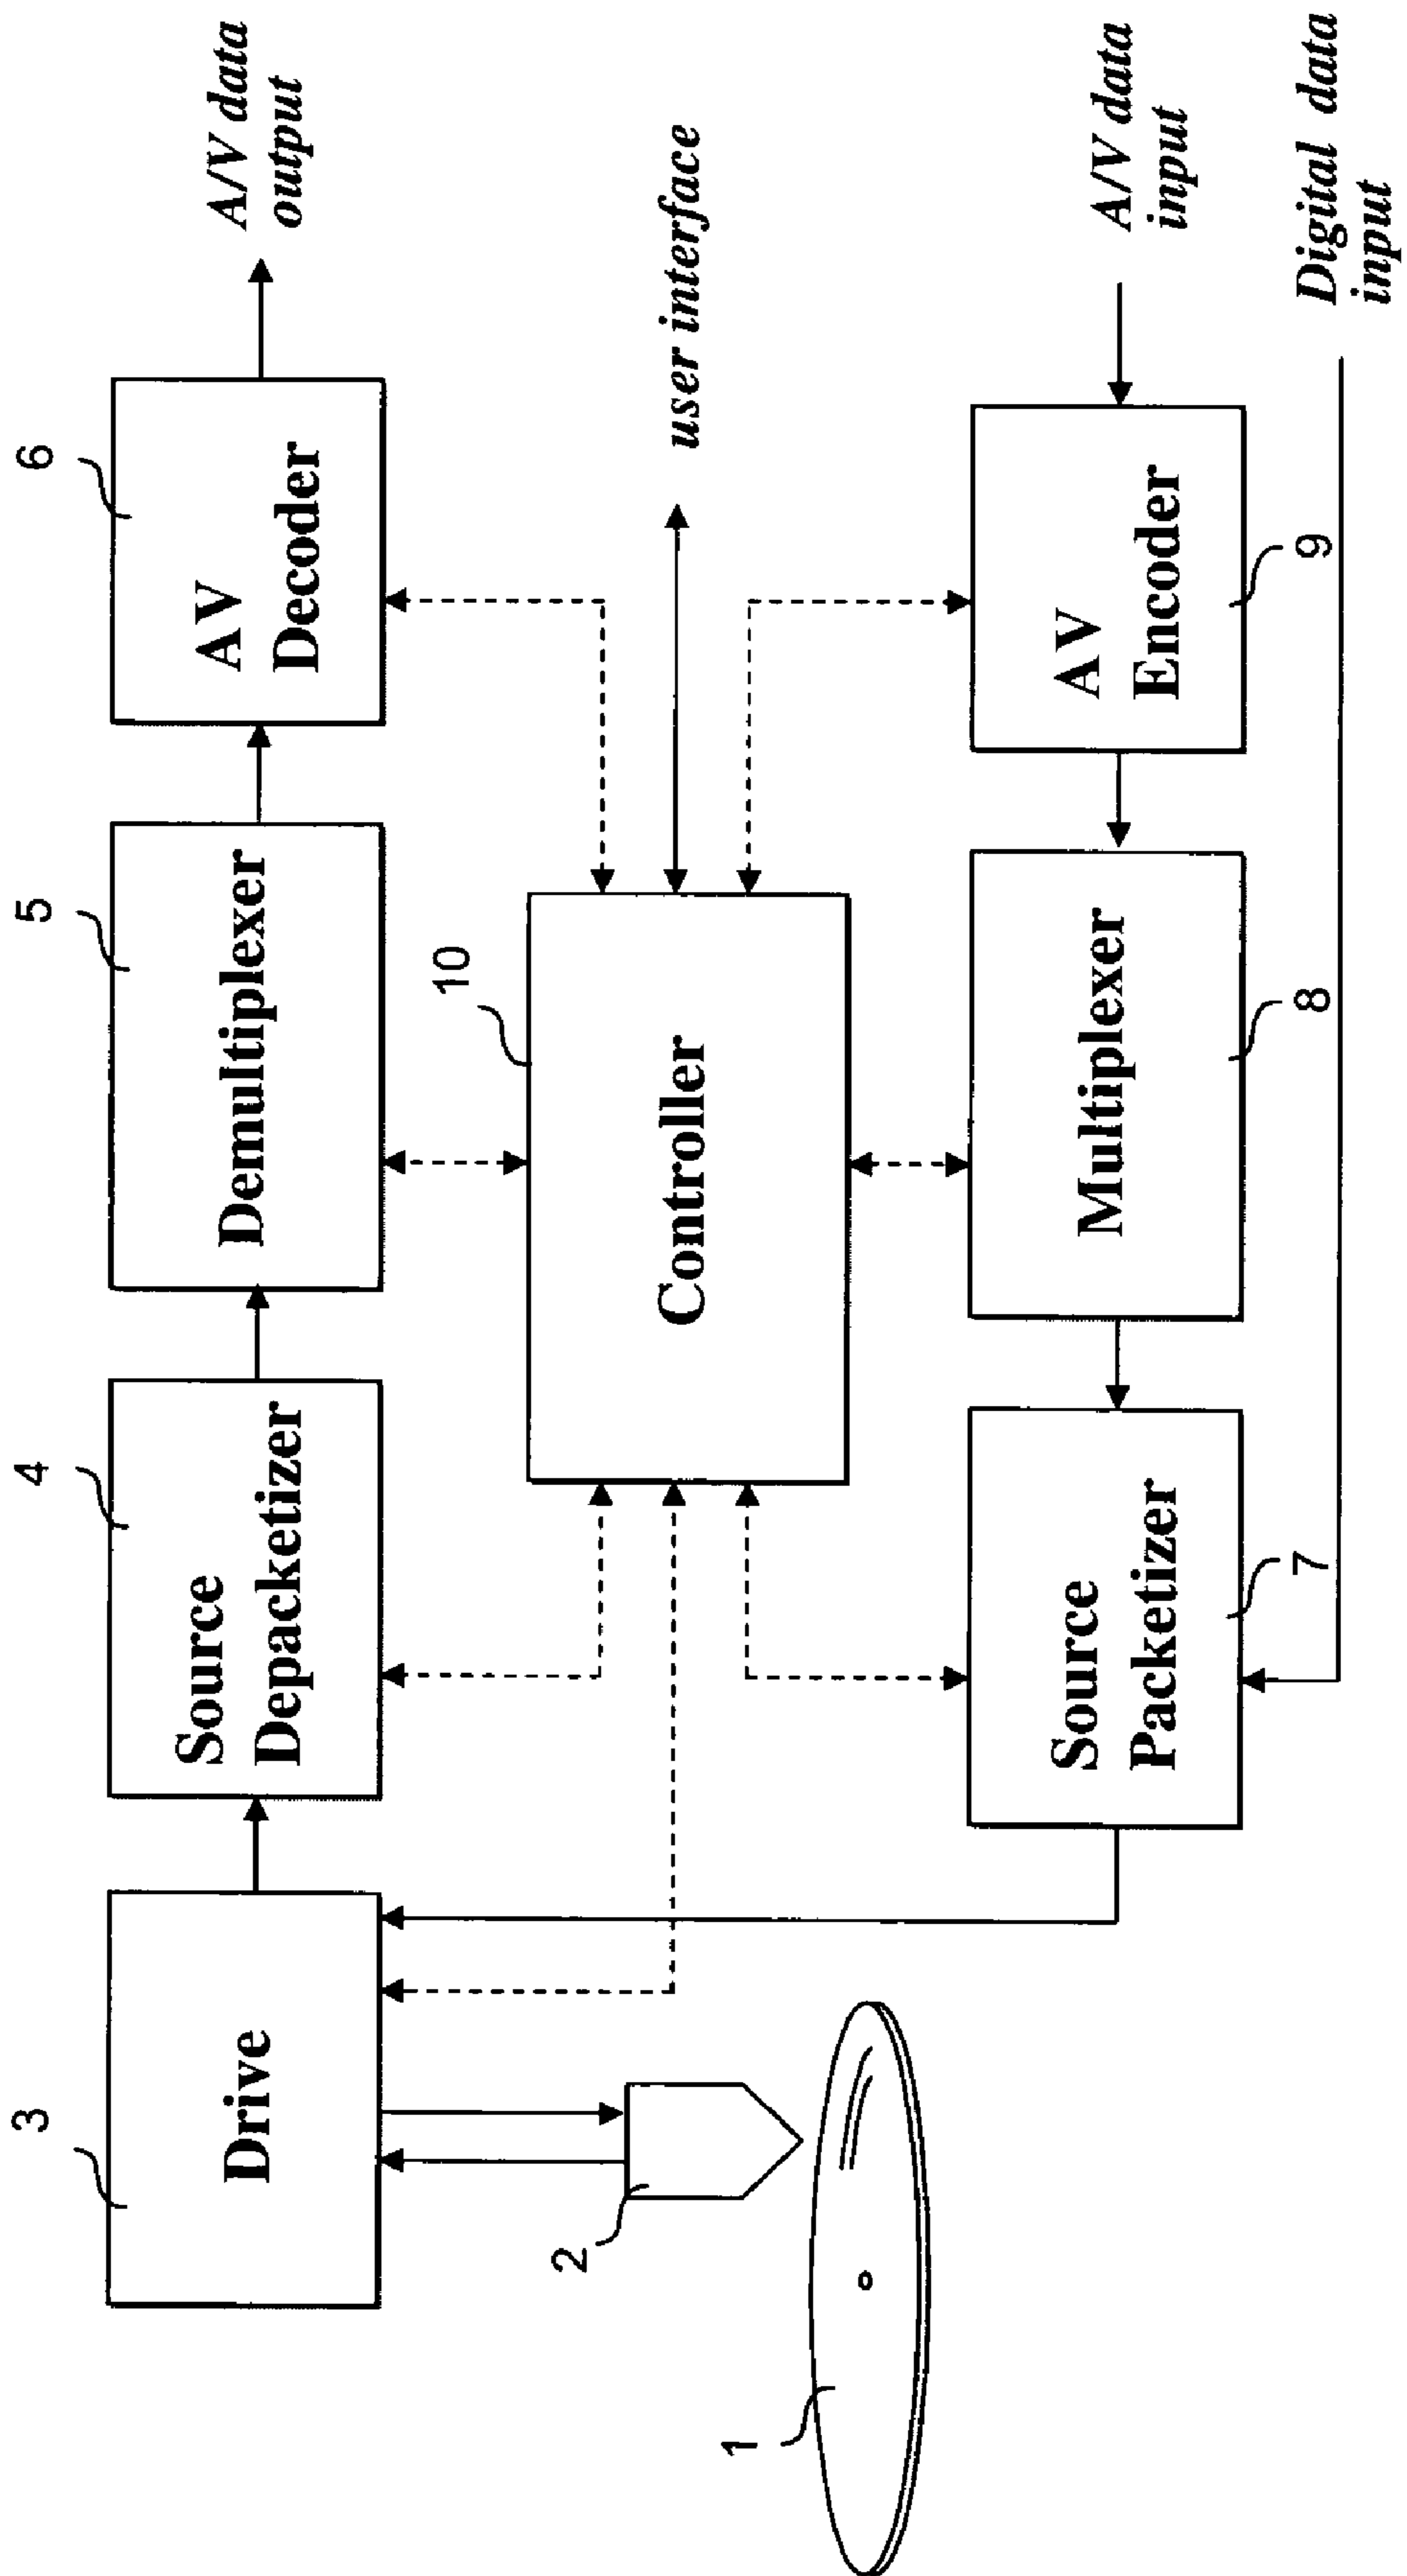 3
Drive
4
Source
Depacketizer
5
Demultiplexer
6
AV
Decoder
A/V data
output
2
1
10
Controller
user interface
Source
Packetizer
7
Multiplexer
8
AV
Encoder
9
A/V data
input
Digital data
input